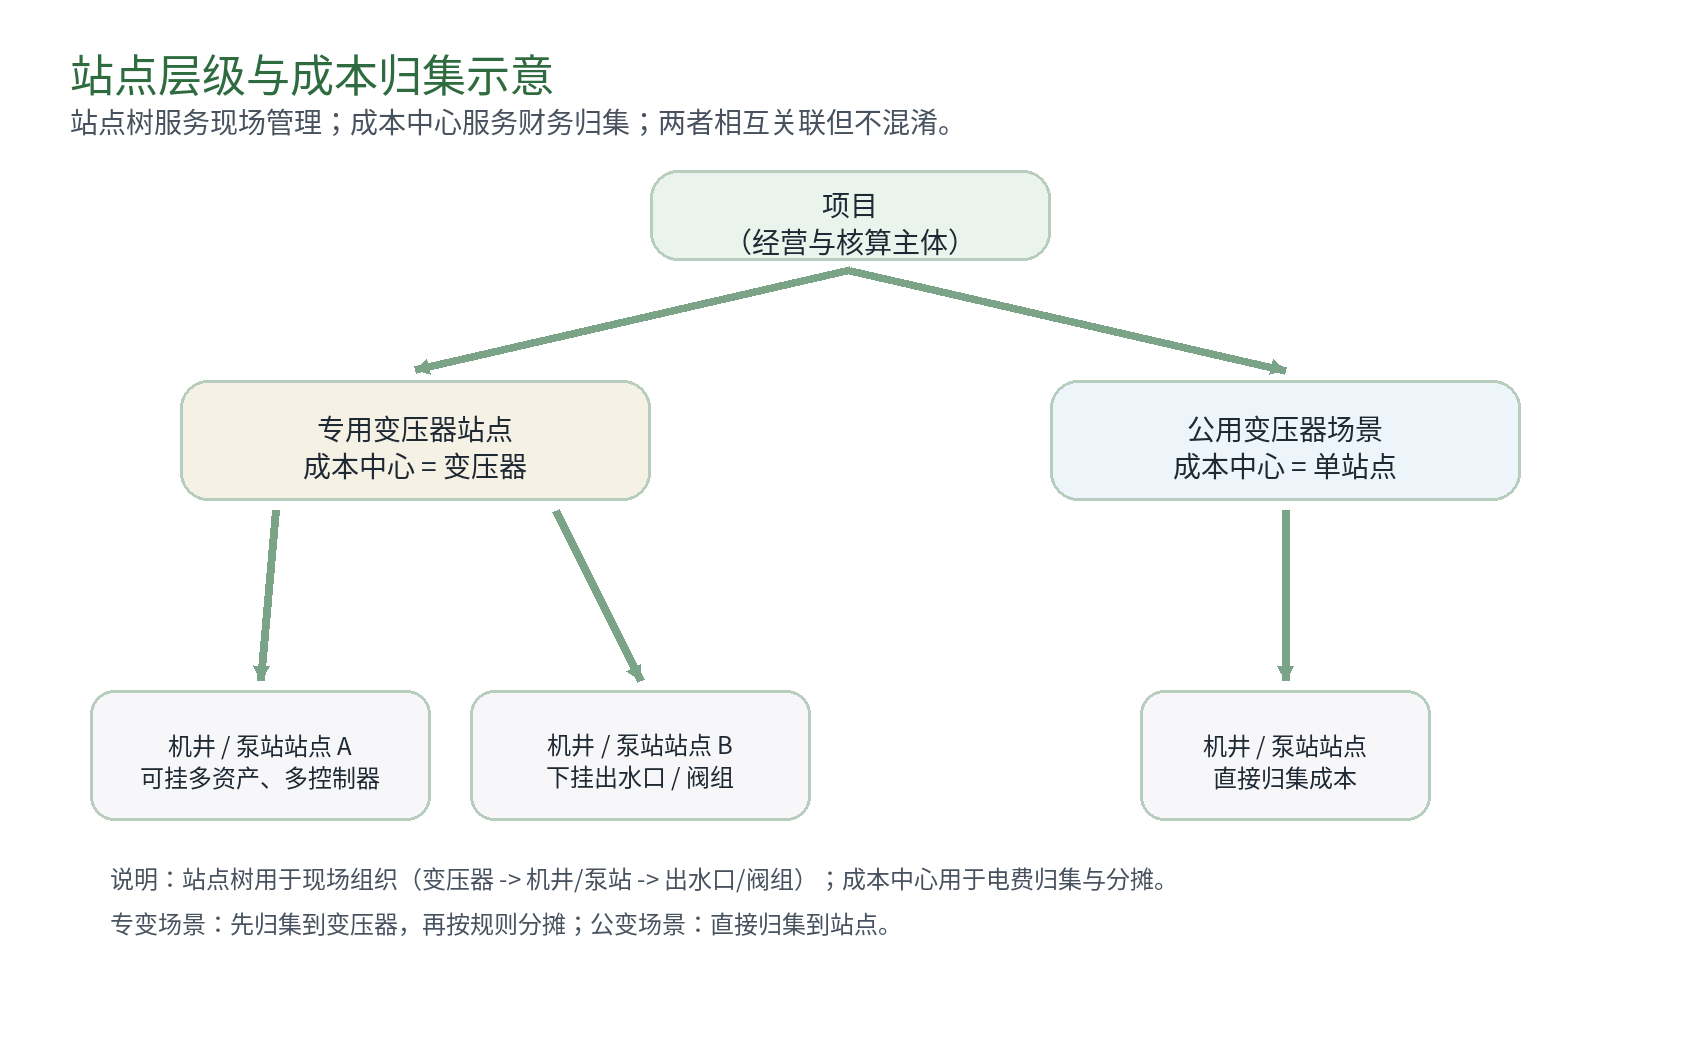 站点层级与成本归集示意
站点树服务现场管理；成本中心服务财务归集；两者相互关联但不混淆。
项目
（经营与核算主体）
专用变压器站点
成本中心 = 变压器
公用变压器场景
成本中心 = 单站点
机井 / 泵站站点 A
可挂多资产、多控制器
机井 / 泵站站点 B
下挂出水口 / 阀组
机井 / 泵站站点
直接归集成本
说明：站点树用于现场组织（变压器 -> 机井/泵站 -> 出水口/阀组）；成本中心用于电费归集与分摊。
专变场景：先归集到变压器，再按规则分摊；公变场景：直接归集到站点。